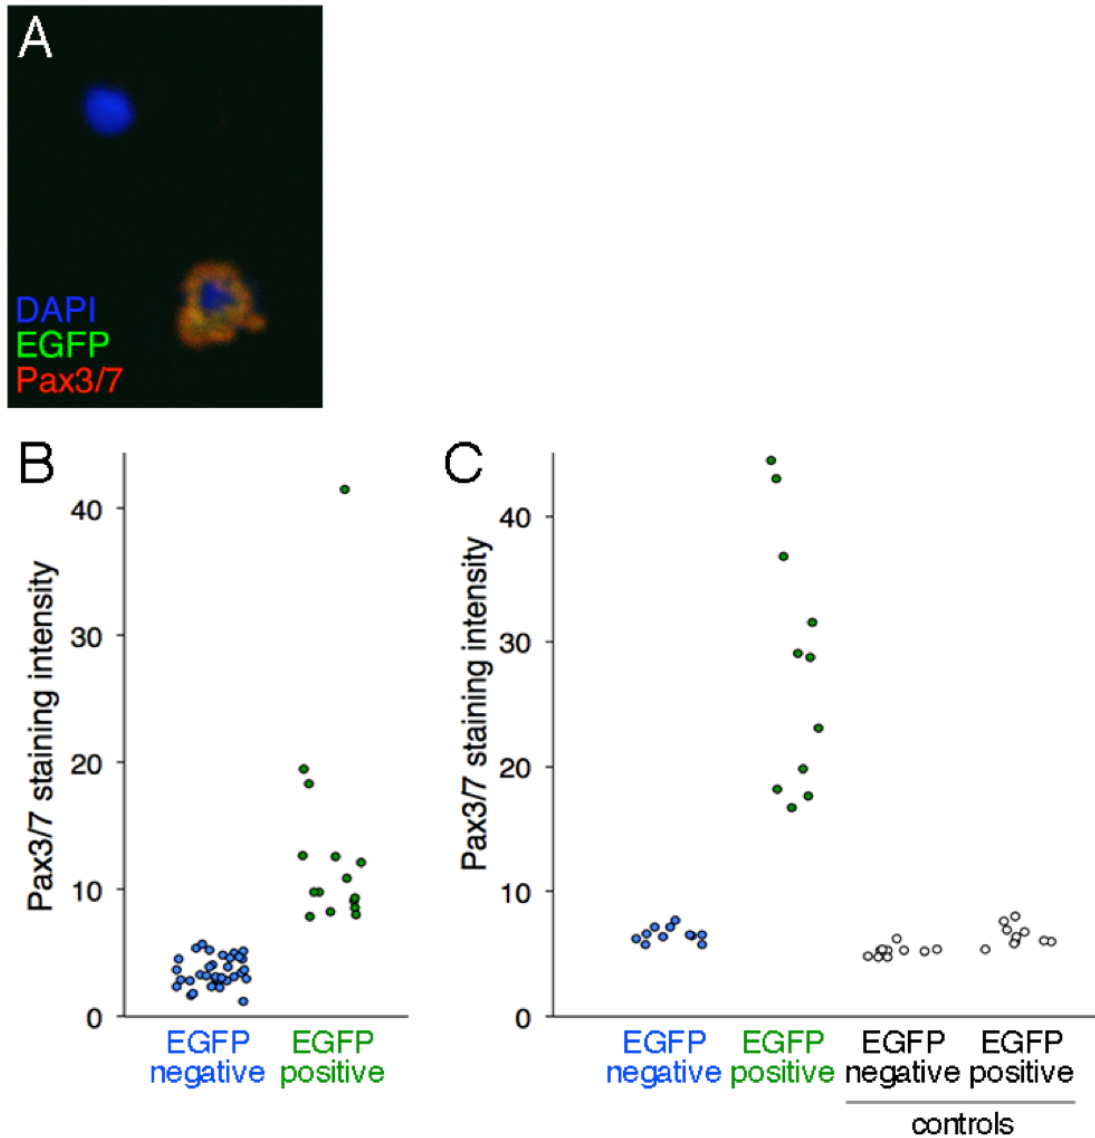 A
DAPI
EGFP
Pax3/7
B
Pax3/7 staining intensity
40
30
20
10
0
EGFP negative
EGFP positive
C
Pax3/7 staining intensity
40
30
20
10
0
EGFP negative
EGFP positive
EGFP negative
EGFP positive
controls